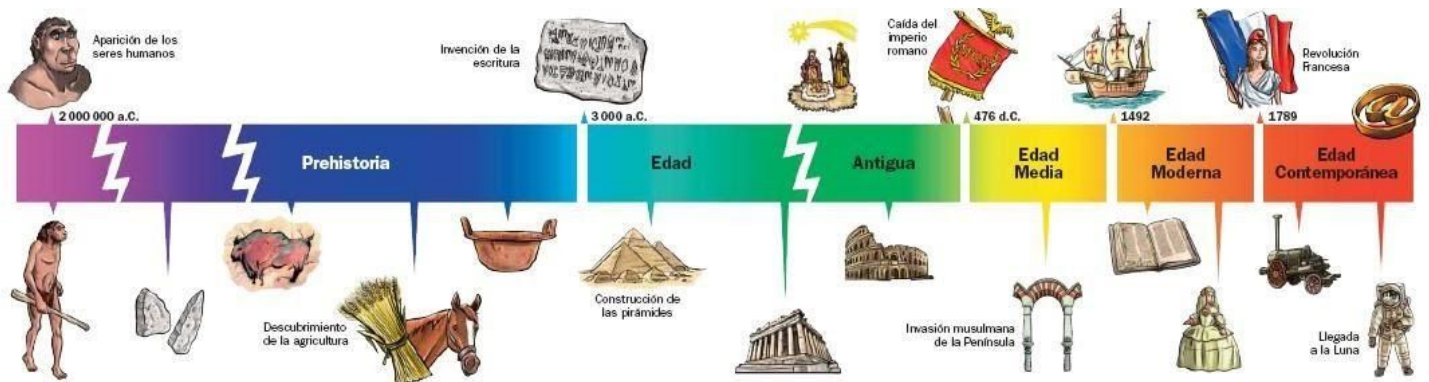 Aparición de los
seres humanos
Invención de la
escritura
Caída del
imperio
romano
Revolución
Francesa
2 000 000 a.C.
3 000 a.C.
476 d.C.
1492
1789
Prehistoria
Edad
Antigua
Edad
Media
Edad
Moderna
Edad
Contemporánea
Descubrimiento
de la agricultura
Construcción de
las pirámides
Invasión musulmana
de la Península
Llegada
a la Luna